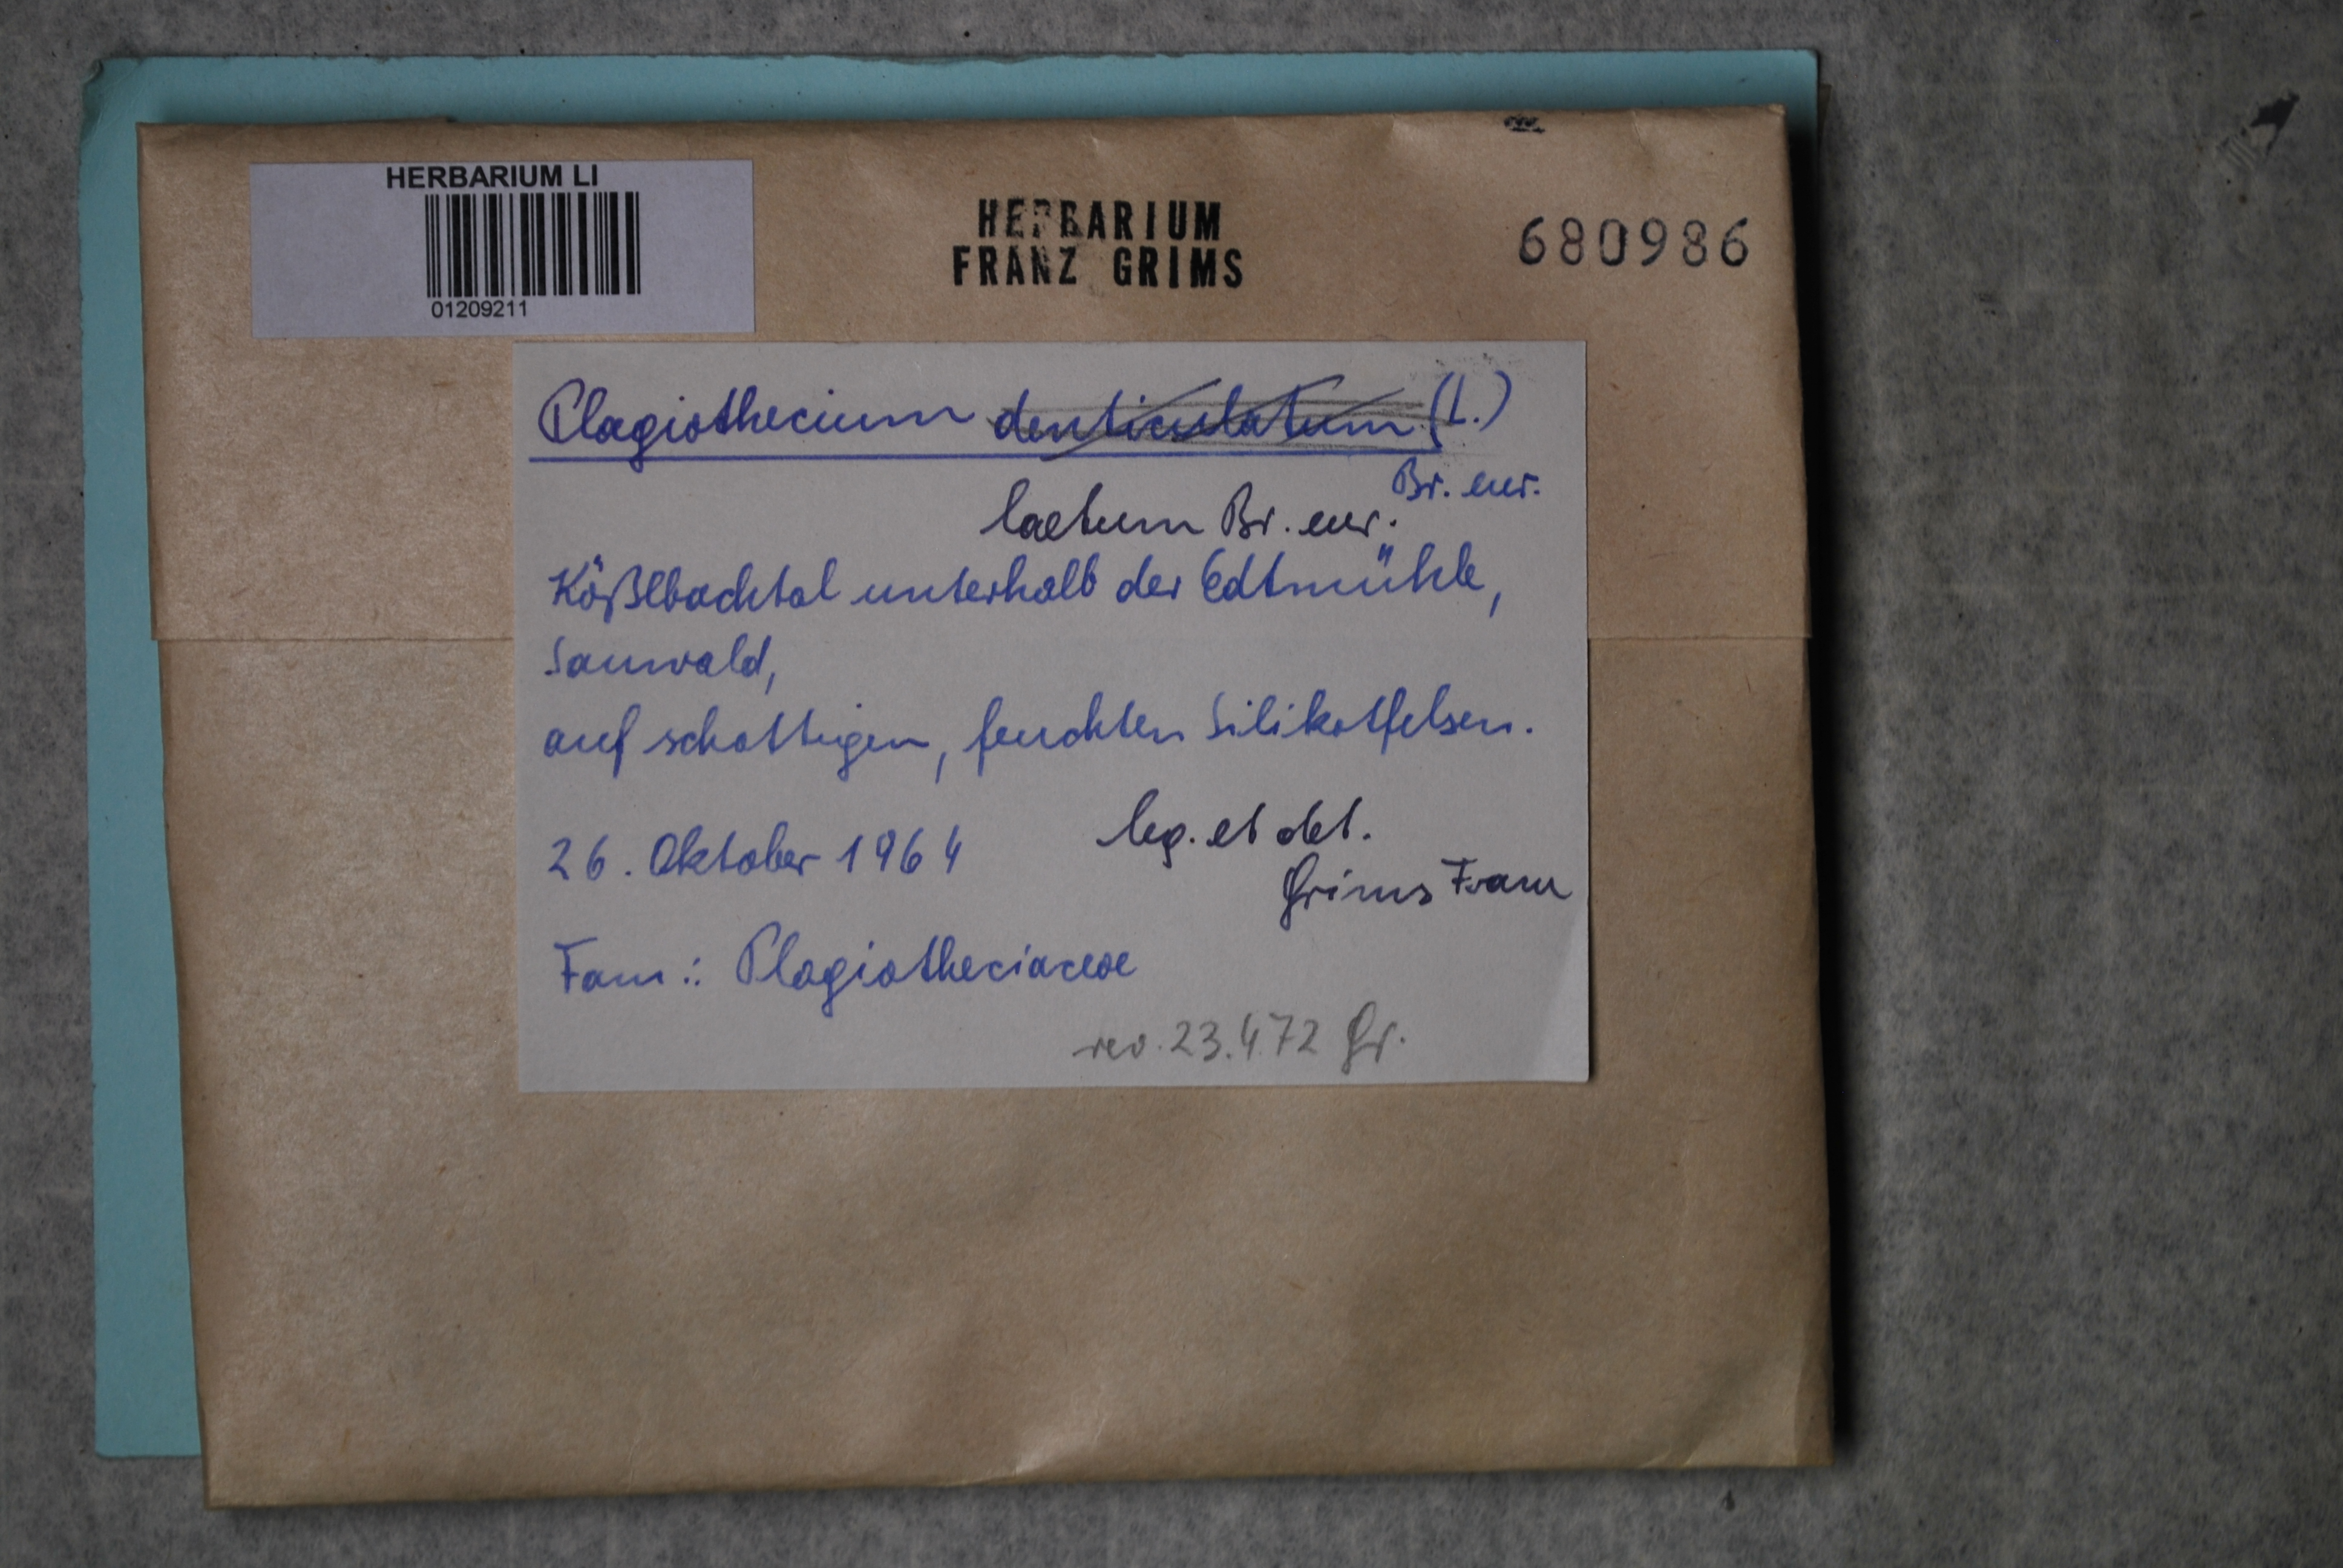 HERBARIUM LI
01209211
HERBARIUM
FRANZ GRIMS
680986
Plagiothecium denticulatum (L.)
Br. eur.
laetum Br. eur.
Kößlbachtal unterhalb der Edtmühle,
Sauwald,
auf schattigen, feuchten Silikatfelsen.
26. Oktober 1964
leg. et det.
Grims Franz
Fam.: Plagiotheciaceae
rev. 23.4.72 Gr.